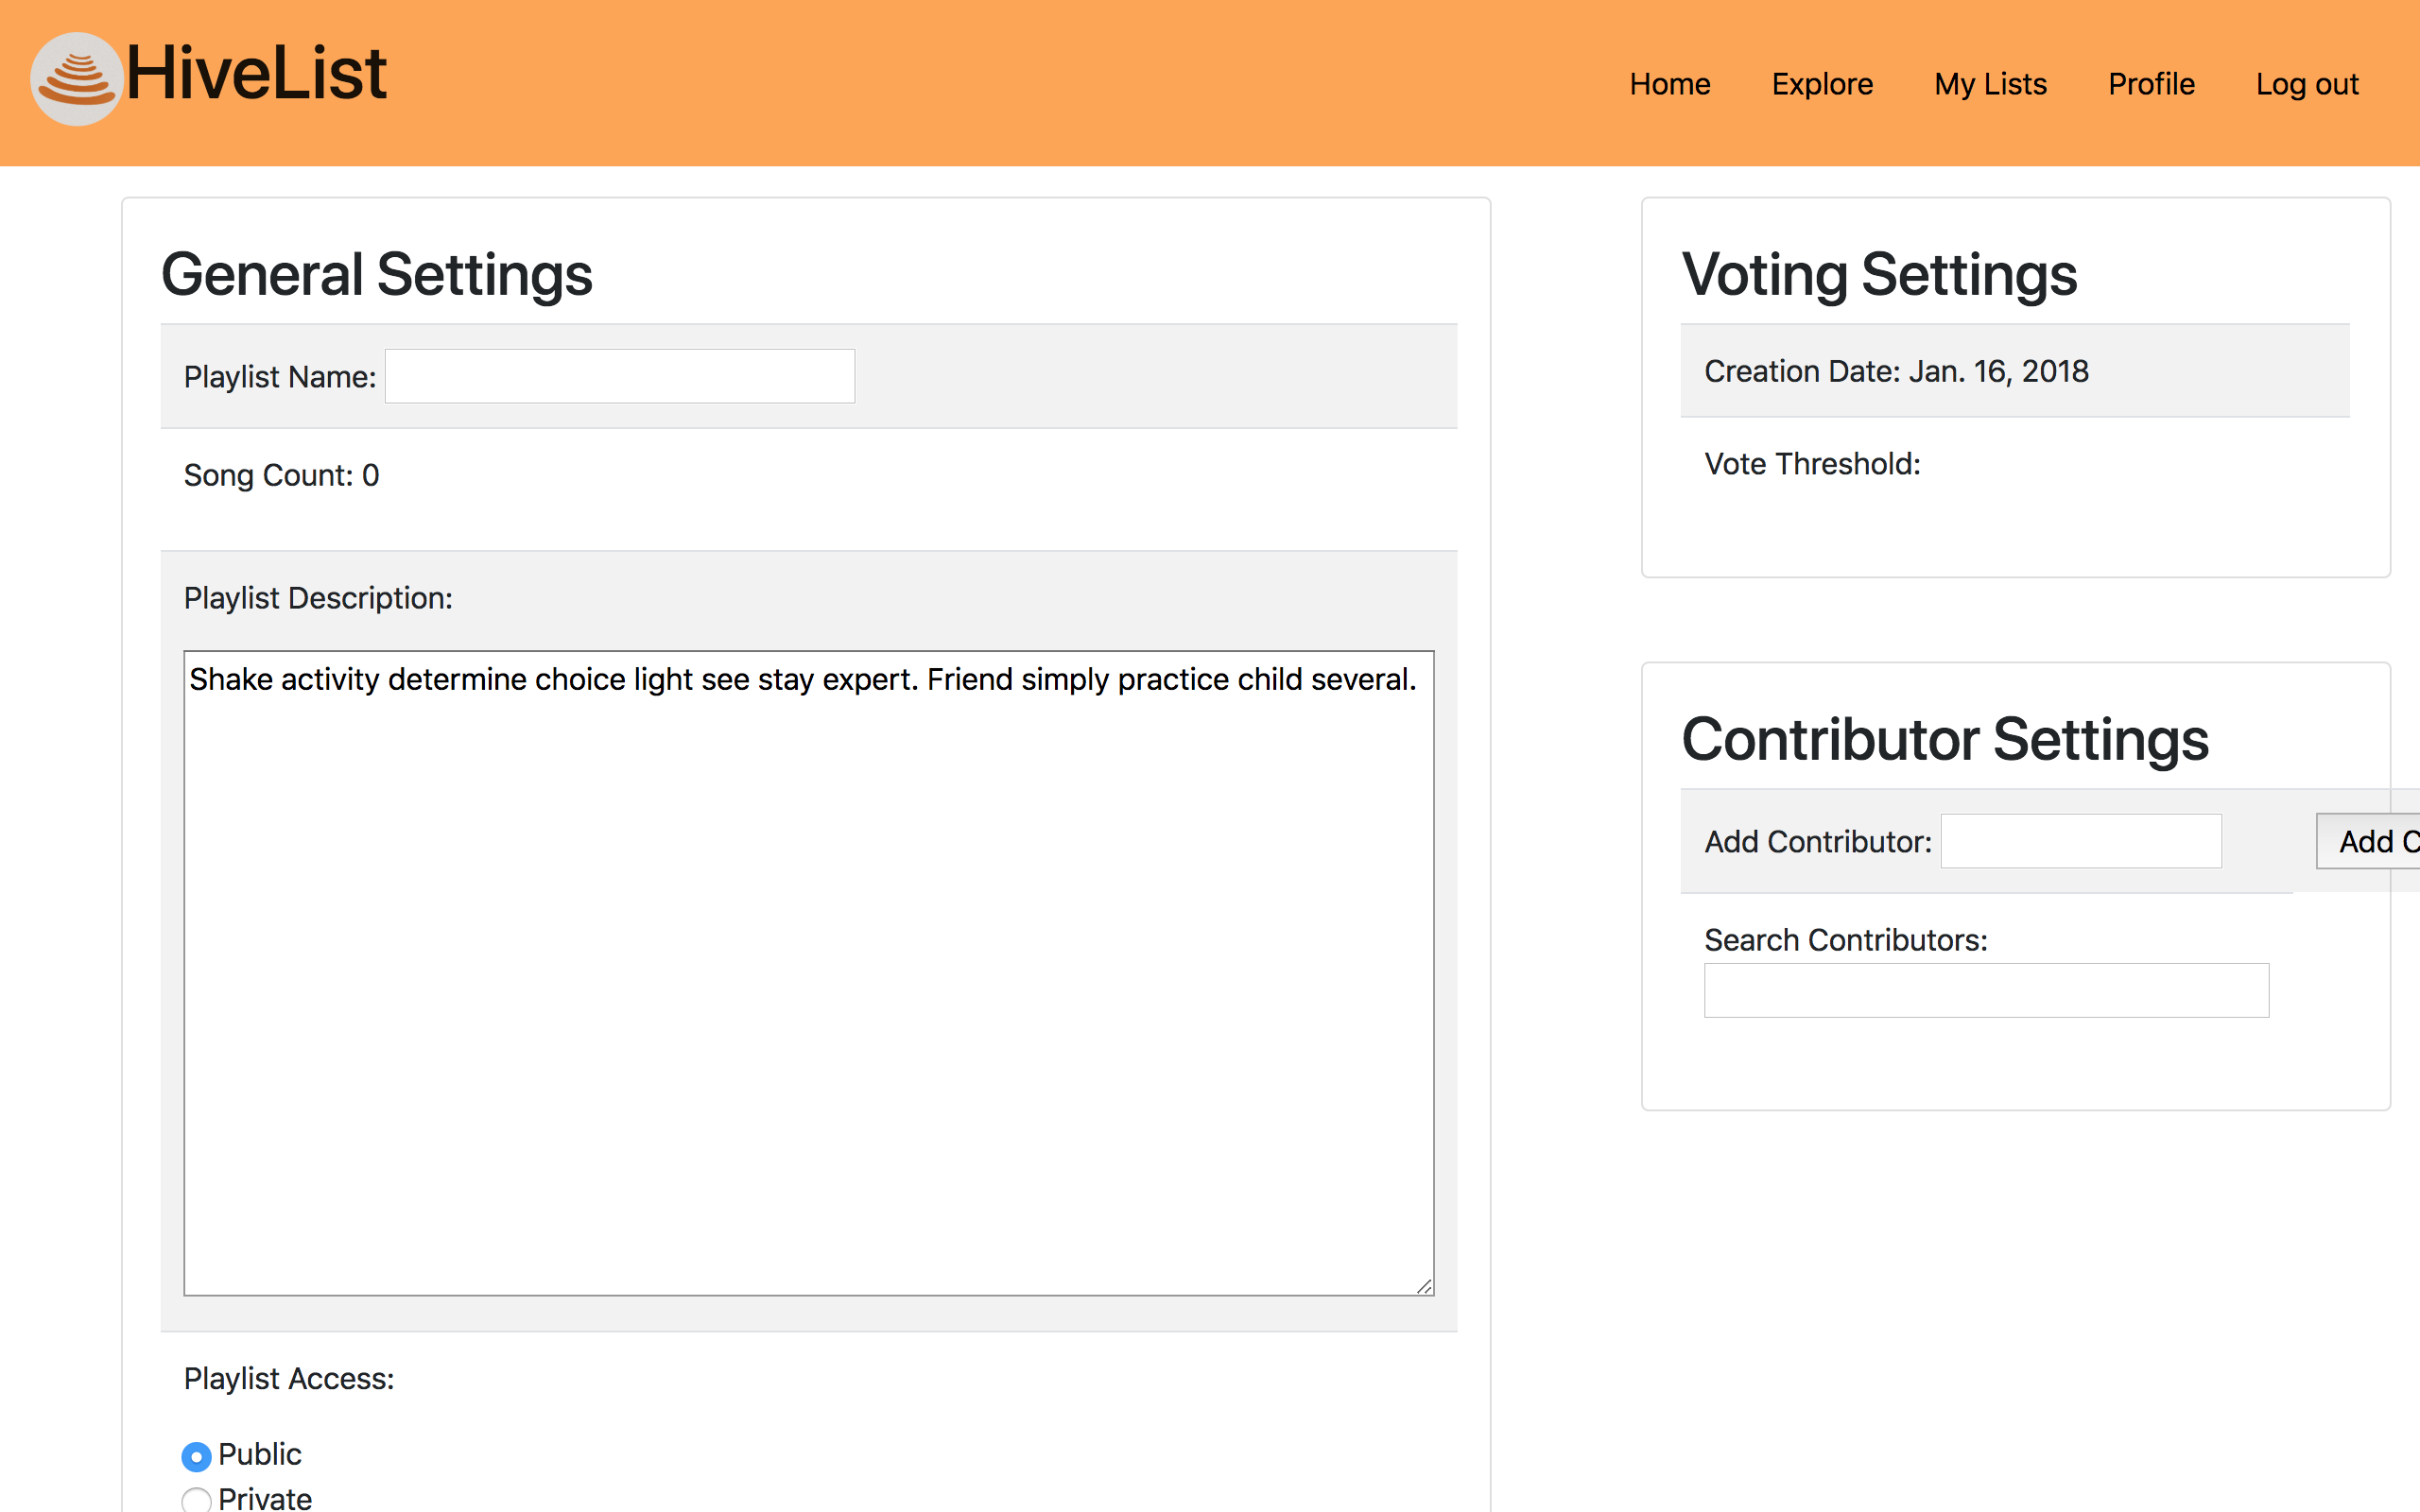 HiveList
Home
Explore
My Lists
Profile
Log out
General Settings
Playlist Name:
Song Count: 0
Playlist Description:
Shake activity determine choice light see stay expert. Friend simply practice child several.
Playlist Access:
Public
Private
Voting Settings
Creation Date: Jan. 16, 2018
Vote Threshold:
Contributor Settings
Add Contributor:
Add C
Search Contributors: